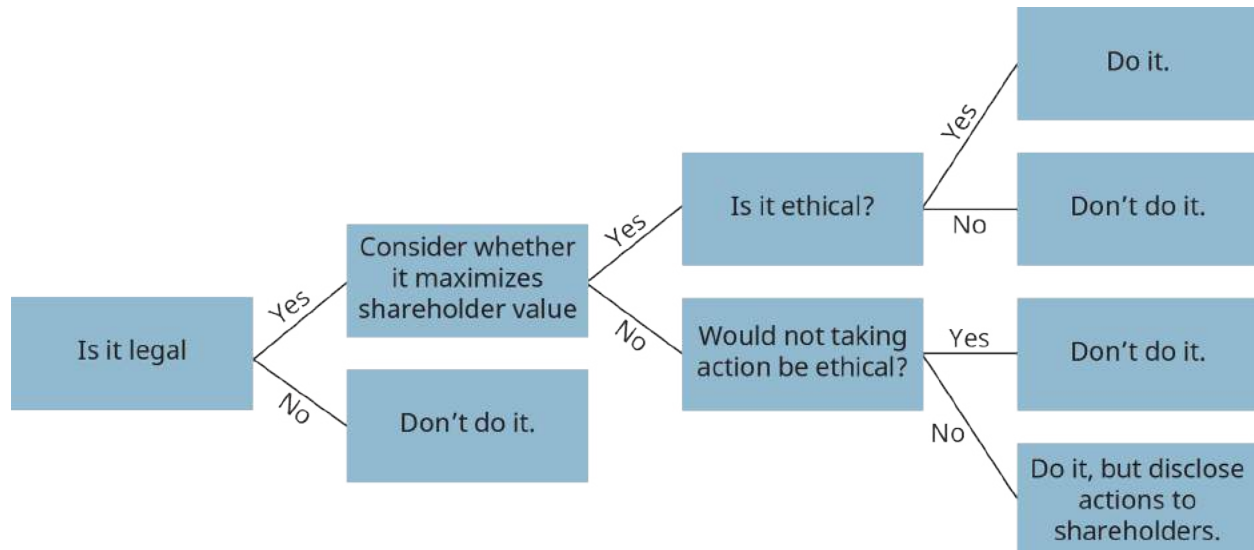 Is it legal
Yes
No
Consider whether
it maximizes
shareholder value
Don’t do it.
Yes
No
Is it ethical?
Would not taking
action be ethical?
Yes
No
Yes
No
Do it.
Don’t do it.
Don’t do it.
Do it, but disclose
actions to
shareholders.